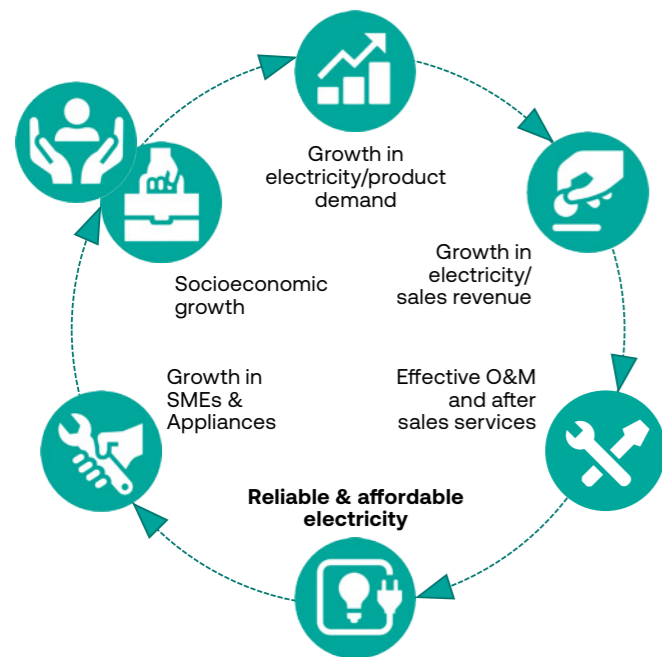 Growth in
electricity/product
demand
Growth in
electricity/
sales revenue
Effective O&M
and after
sales services
Reliable & affordable
electricity
Growth in
SMEs &
Appliances
Socioeconomic
growth